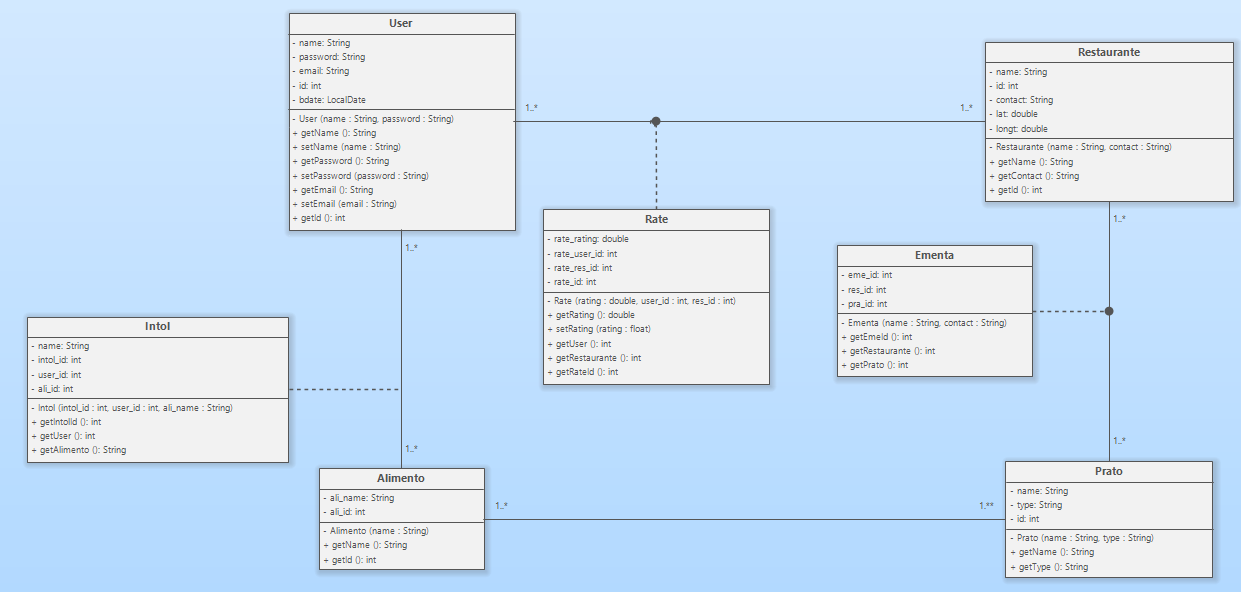 User
- name: String
- password: String
- email: String
- id: int
- bdate: LocalDate
- User (name : String, password : String)
+ getName (): String
+ setName (name : String)
+ getPassword (): String
+ setPassword (password : String)
+ getEmail (): String
+ setEmail (email : String)
+ getId (): int
1..*
1..*
Restaurante
- name: String
- id: int
- contact: String
- lat: double
- longt: double
- Restaurante (name : String, contact : String)
+ getName (): String
+ getContact (): String
+ getId (): int
1..*
1..*
Rate
- rate_rating: double
- rate_user_id: int
- rate_res_id: int
- rate_id: int
- Rate (rating : double, user_id : int, res_id : int)
+ getRating (): double
+ setRating (rating : float)
+ getUser (): int
+ getRestaurante (): int
+ getRateId (): int
Ementa
- eme_id: int
- res_id: int
- pra_id: int
- Ementa (name : String, contact : String)
+ getEmeId (): int
+ getRestaurante (): int
+ getPrato (): int
Intol
- name: String
- intol_id: int
- user_id: int
- ali_id: int
- Intol (intol_id : int, user_id : int, ali_name : String)
+ getIntolId (): int
+ getUser (): int
+ getAlimento (): String
1..*
1..*
Alimento
- ali_name: String
- ali_id: int
- Alimento (name : String)
+ getName (): String
+ getId (): int
1..*
1.**
Prato
- name: String
- type: String
- id: int
- Prato (name : String, type : String)
+ getName (): String
+ getType (): String